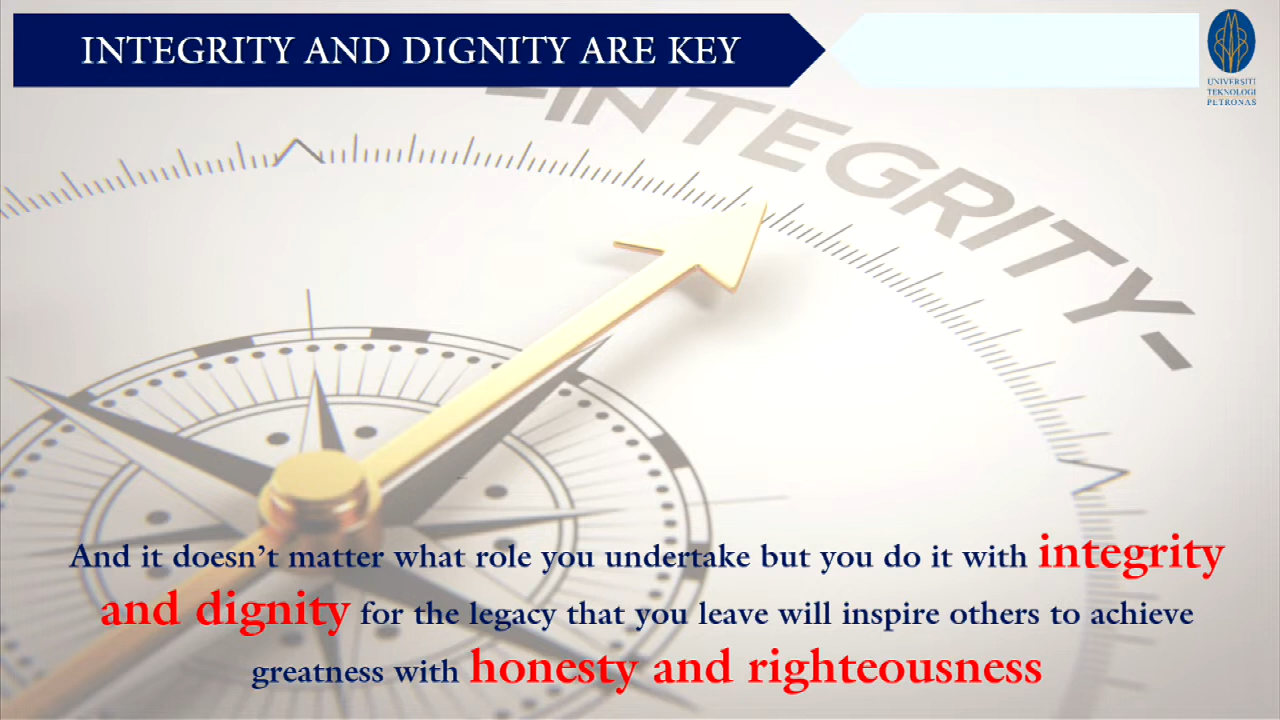 INTEGRITY AND DIGNITY ARE KEY
UNIVERSITI
TEKNOLOGI
PETRONAS
-INTEGRITY-
And it doesn’t matter what role you undertake but you do it with integrity
and dignity for the legacy that you leave will inspire others to achieve
greatness with honesty and righteousness